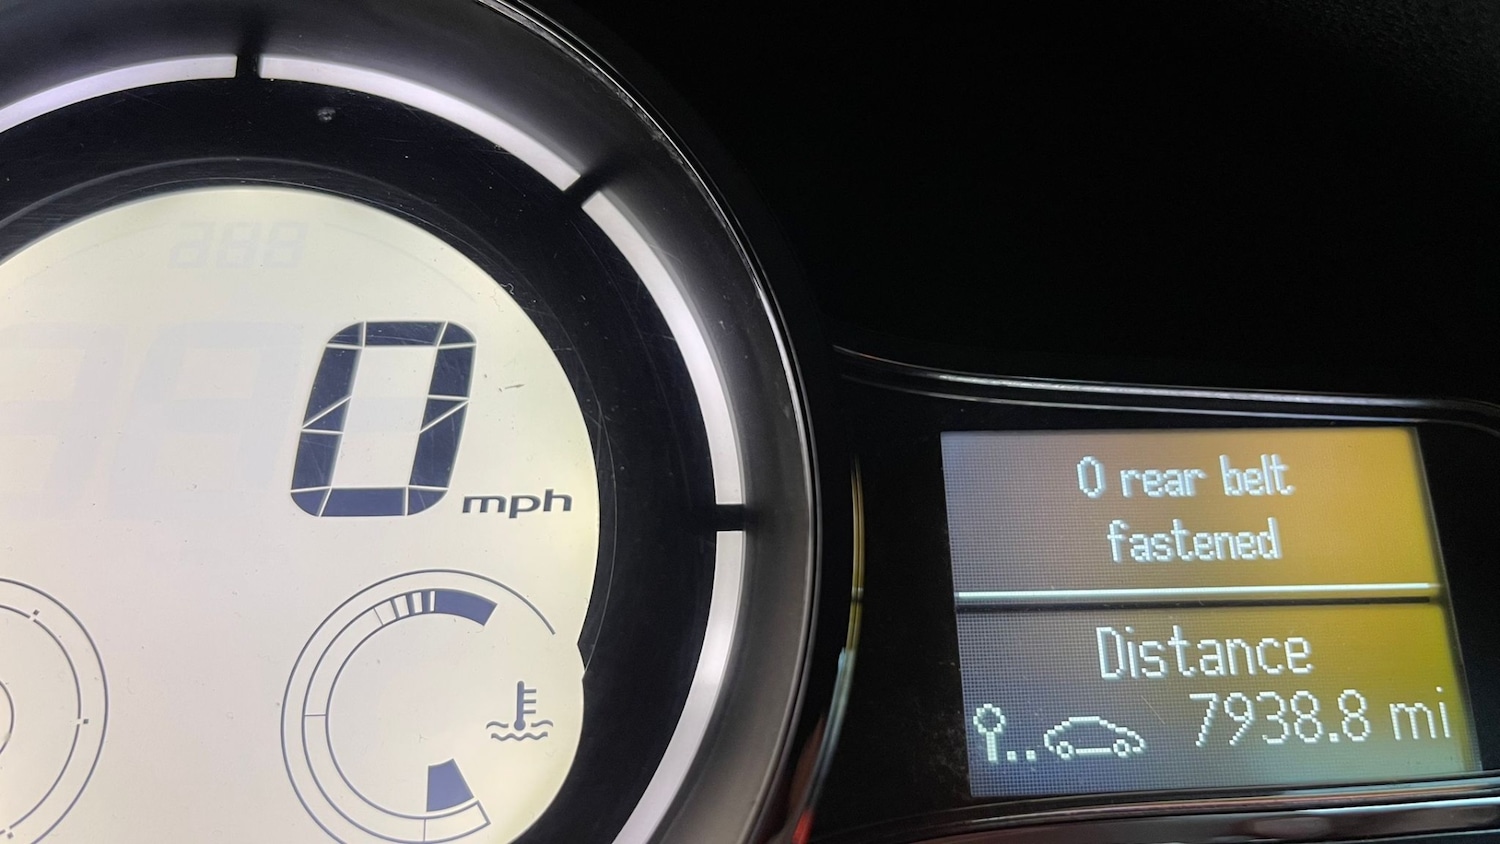 0
mph
0 rear belt
fastened
Distance
7938.8 mi